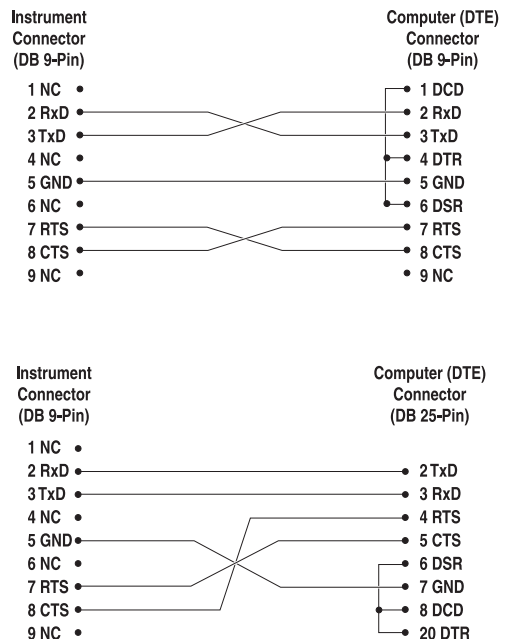 Instrument
Connector
(DB 9-Pin)
Computer (DTE)
Connector
(DB 9-Pin)
1 NC
1 DCD
2 RxD
2 RxD
3 TxD
3 TxD
4 NC
4 DTR
5 GND
5 GND
6 NC
6 DSR
7 RTS
7 RTS
8 CTS
8 CTS
9 NC
9 NC
Instrument
Connector
(DB 9-Pin)
Computer (DTE)
Connector
(DB 25-Pin)
1 NC
2 RxD
2 TxD
3 TxD
3 RxD
4 NC
4 RTS
5 GND
5 CTS
6 NC
6 DSR
7 RTS
7 GND
8 CTS
8 DCD
9 NC
20 DTR